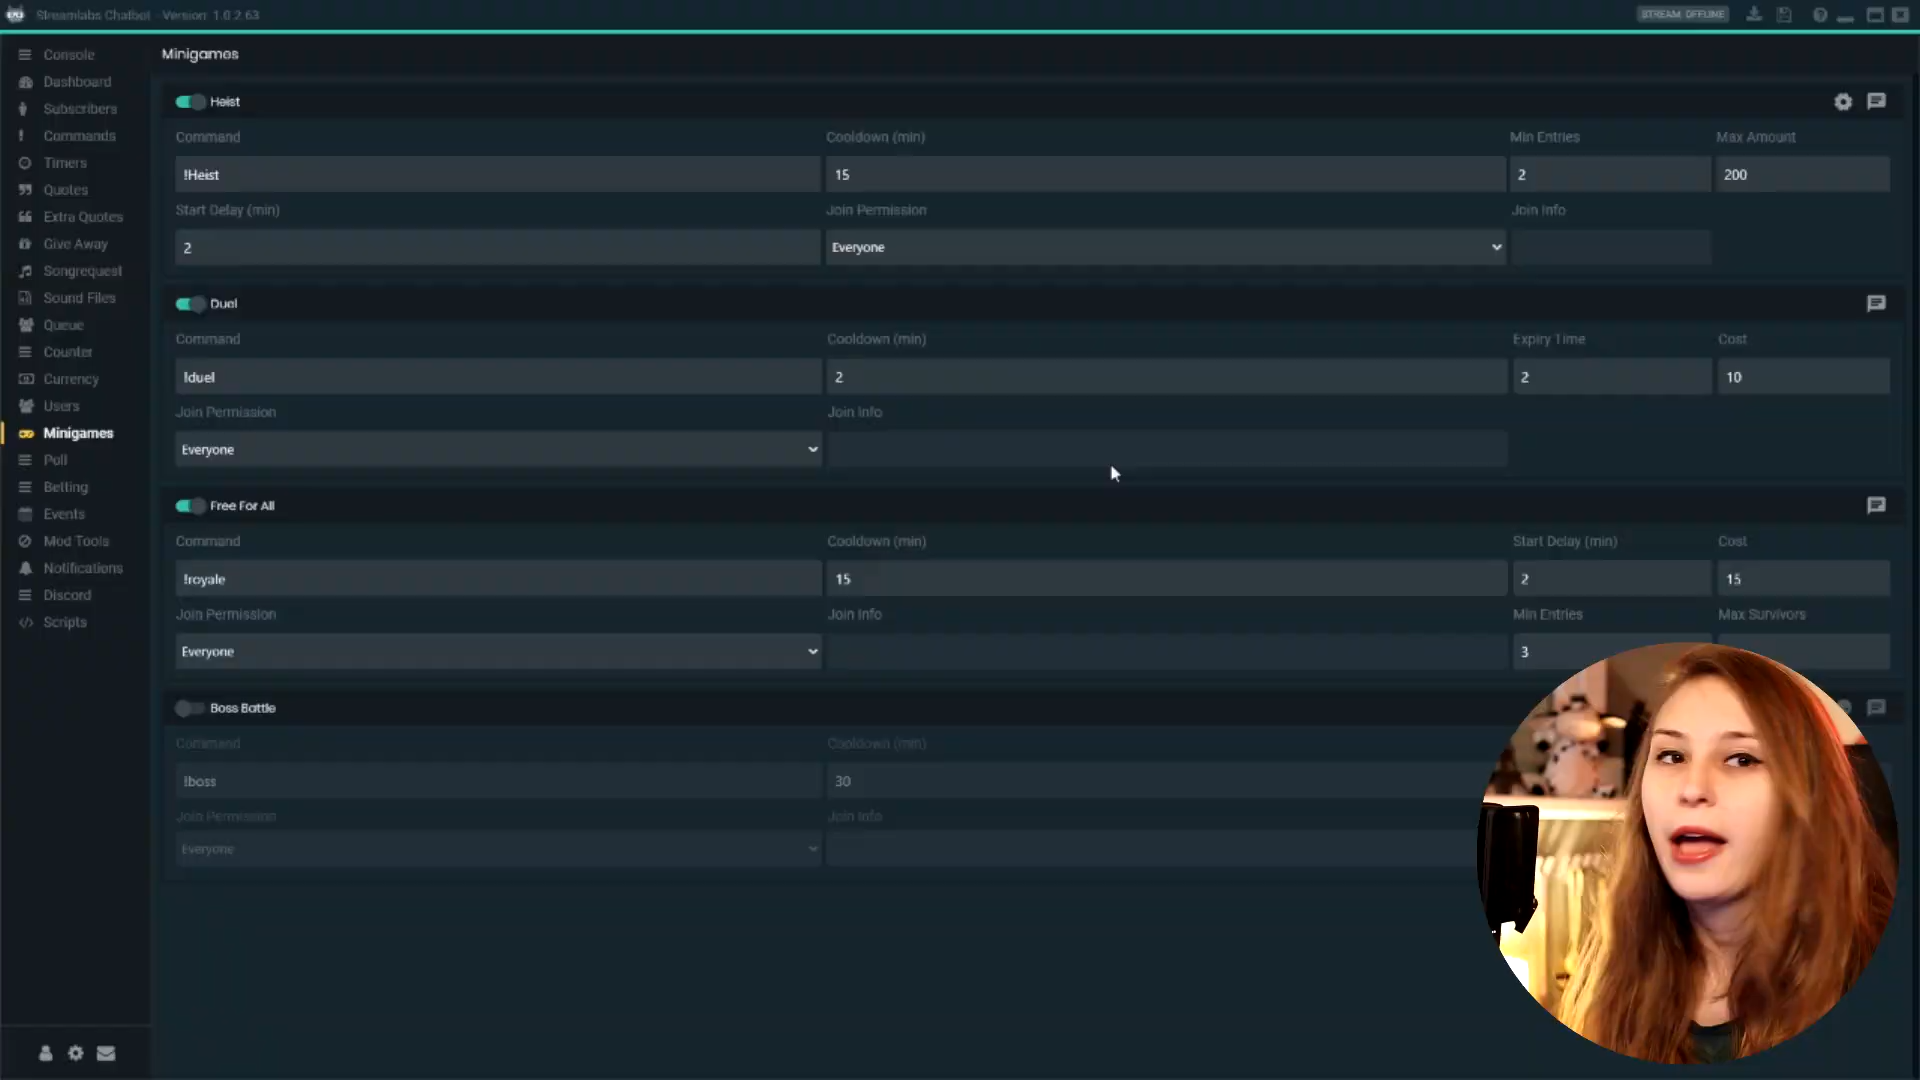 Streamlabs Chatbot - Version: 1.0.2.63
STREAM: OFFLINE
Console
Dashboard
Subscribers
Commands
Timers
Quotes
Extra Quotes
Give Away
Songrequest
Sound Files
Queue
Counter
Currency
Users
Minigames
Poll
Betting
Events
Mod Tools
Notifications
Discord
Scripts
Minigames
Heist
Command Cooldown (min) Min Entries Max Amount
!Heist 15 2 200
Start Delay (min) Join Permission Join Info
2 Everyone
Duel
Command Cooldown (min) Expiry Time Cost
!duel 2 2 10
Join Permission Join Info
Everyone
Free For All
Command Cooldown (min) Start Delay (min) Cost
!royale 15 2 15
Join Permission Join Info Min Entries Max Survivors
Everyone 3
Boss Battle
Command Cooldown (min)
!boss 30
Join Permission Join Info
Everyone